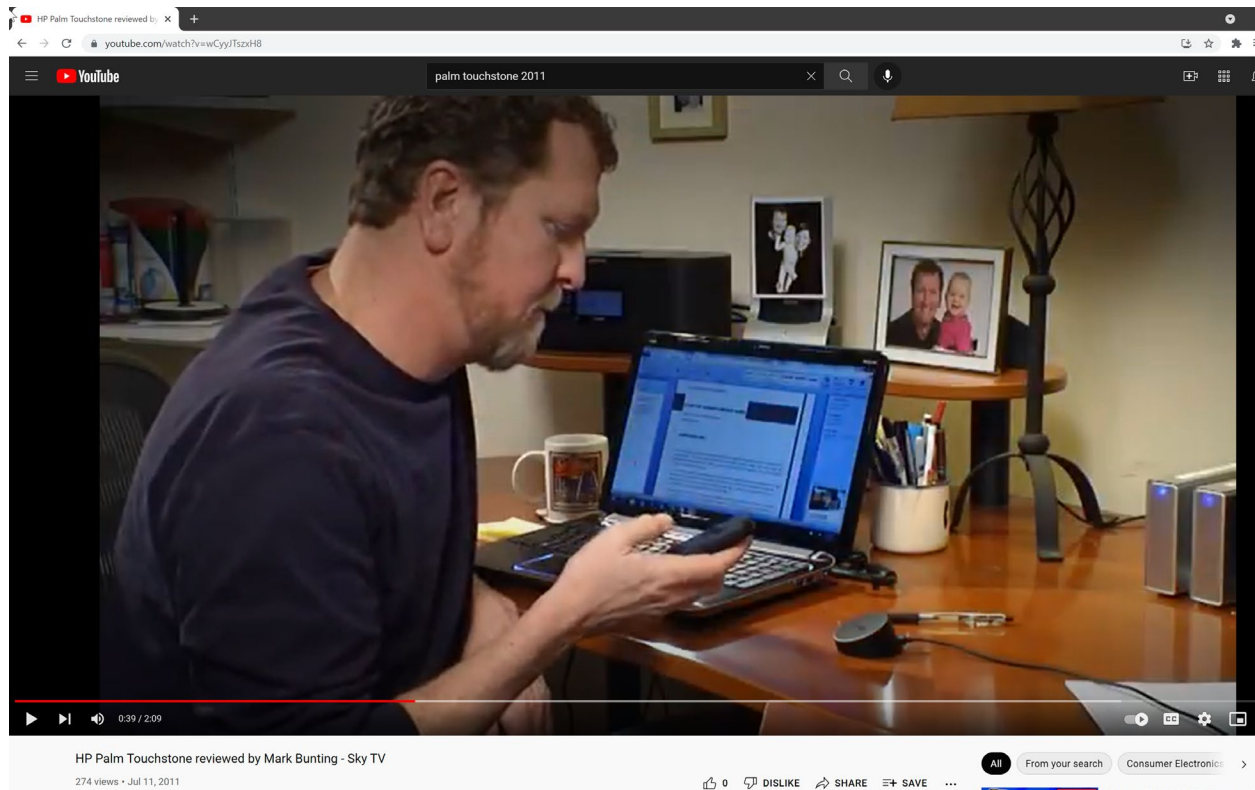 HP Palm Touchstone reviewed by
youtube.com/watch?v=wCyyJTszxH8
YouTube
palm touchstone 2011
0:39 / 2:09
CC
HP Palm Touchstone reviewed by Mark Bunting - Sky TV
274 views • Jul 11, 2011
0
DISLIKE
SHARE
SAVE
All
From your search
Consumer Electronics